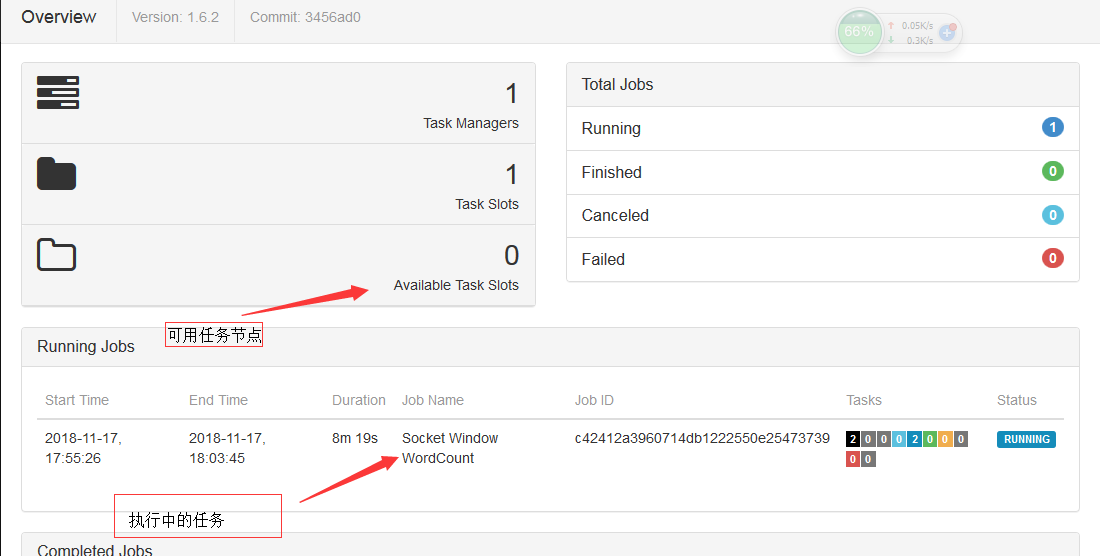 Overview
Version: 1.6.2
Commit: 3456ad0
66%
0.05K/s
0.3K/s
1
Task Managers
1
Task Slots
0
Available Task Slots
Total Jobs
Running 1
Finished 0
Canceled 0
Failed 0
可用任务节点
Running Jobs
Start Time End Time Duration Job Name Job ID Tasks Status
2018-11-17, 2018-11-17, 8m 19s Socket Window c42412a3960714db1222550e25473739 2 0 0 0 2 0 0 0 RUNNING
17:55:26 18:03:45 WordCount 0 0
执行中的任务
Completed Jobs